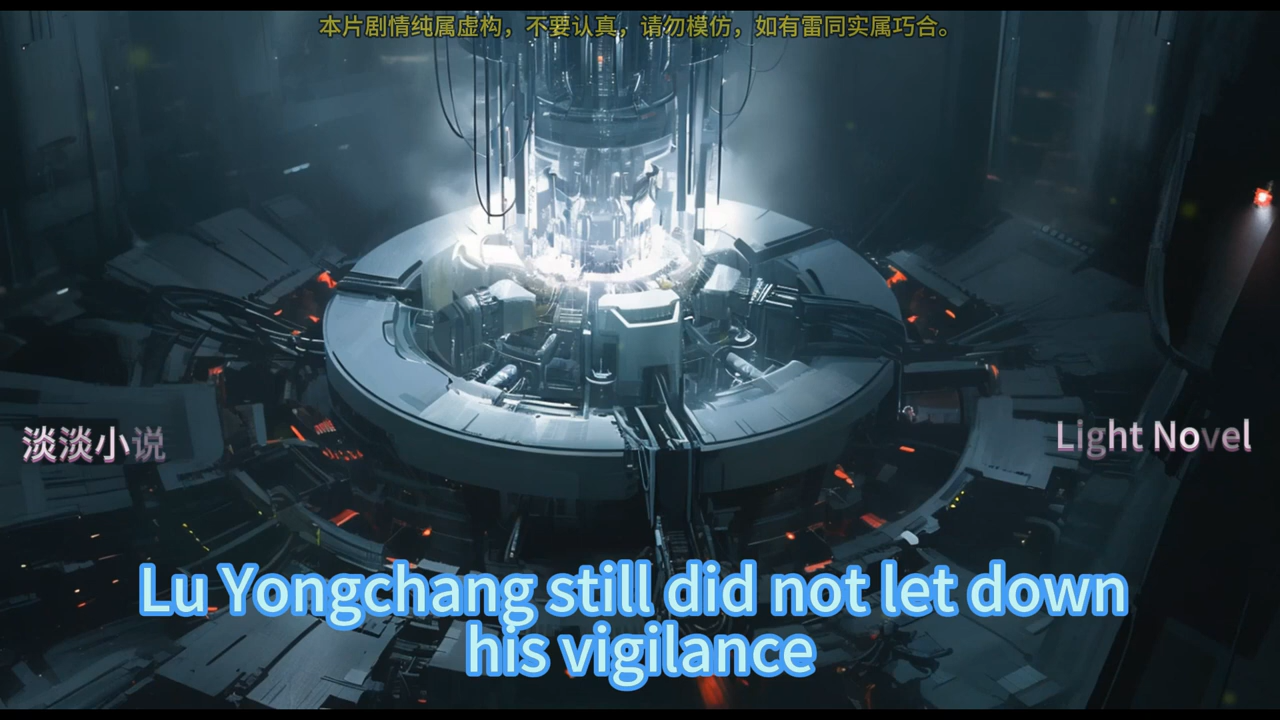 本片剧情纯属虚构，不要认真，请勿模仿，如有雷同实属巧合。
淡淡小说
Light Novel
Lu Yongchang still did not let down
his vigilance